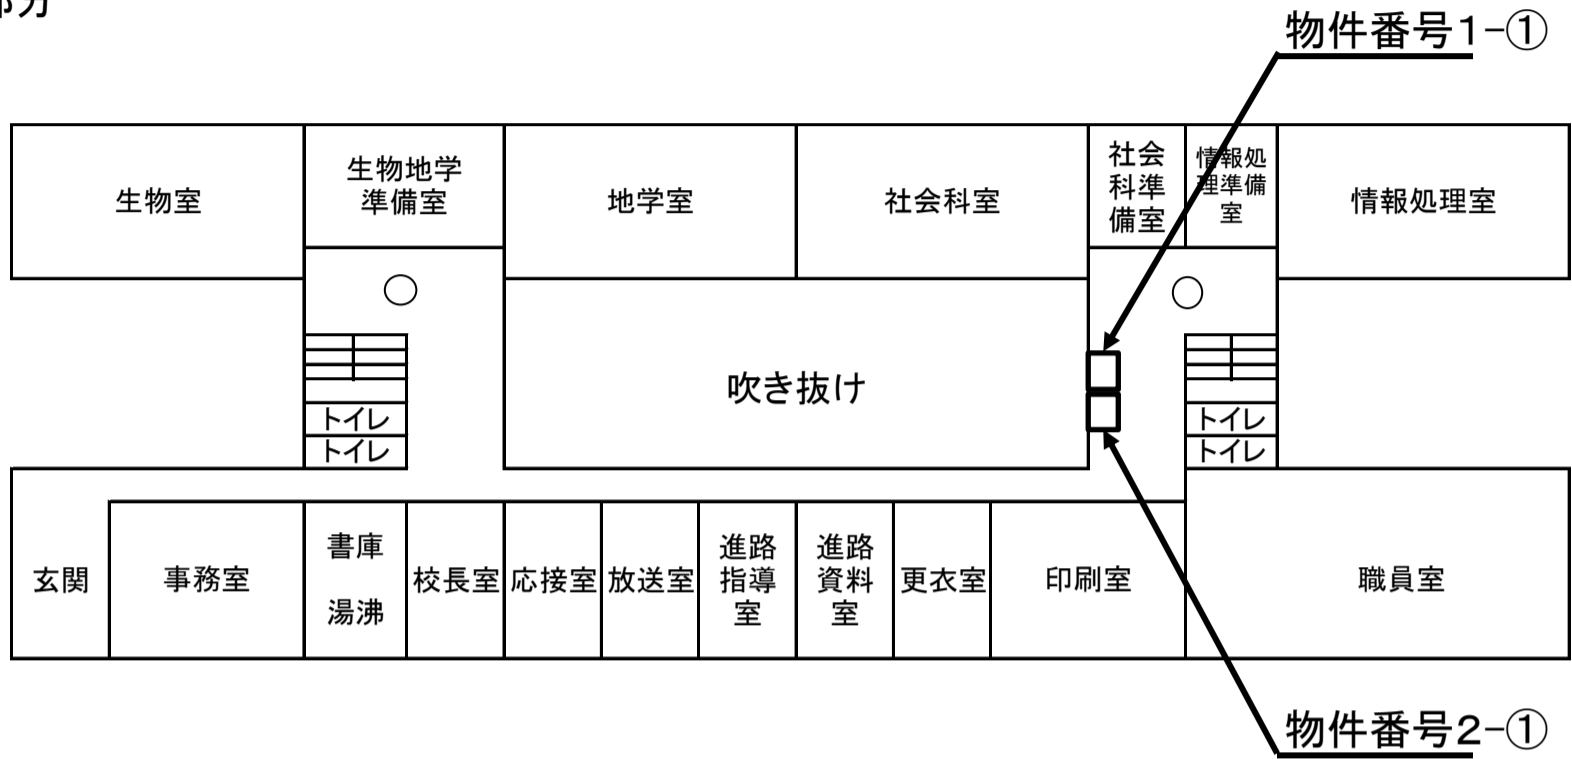 部分
物件番号1-①
生物室
生物地学
準備室
地学室
社会科室
社会
科準
備室
情報処
理準備
室
情報処理室
吹き抜け
トイレ
トイレ
トイレ
トイレ
玄関
事務室
書庫
湯沸
校長室
応接室
放送室
進路
指導
室
進路
資料
室
更衣室
印刷室
職員室
物件番号2-①